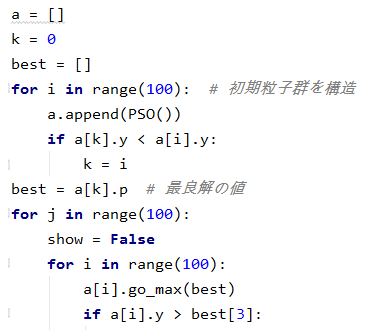 a = []
k = 0
best = []
for i in range(100):  # 初期粒子群を構造
    a.append(PSO())
    if a[k].y < a[i].y:
        k = i
best = a[k].p  # 最良解の値
for j in range(100):
    show = False
    for i in range(100):
        a[i].go_max(best)
        if a[i].y > best[3]: